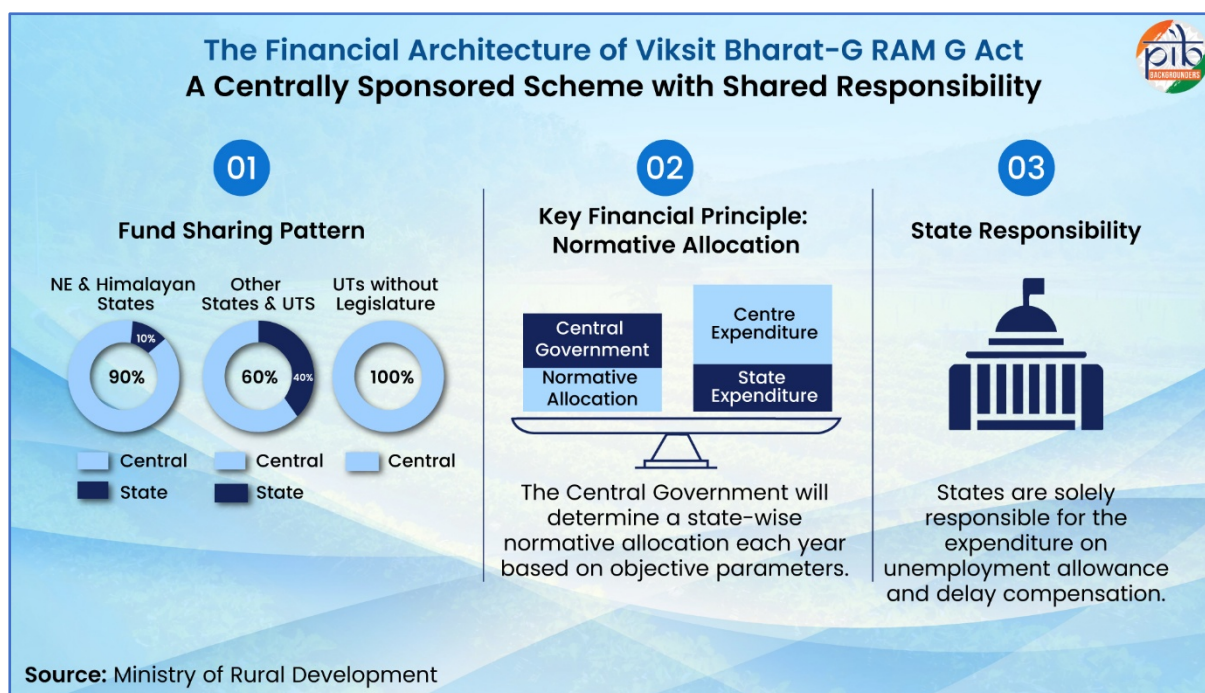 The Financial Architecture of Viksit Bharat-G RAM G Act
A Centrally Sponsored Scheme with Shared Responsibility
pib
BACKGROUNDERS
01
Fund Sharing Pattern
NE & Himalayan
States
10%
90%
Central
State
Other
States & UTS
60%
40%
Central
State
UTs without
Legislature
100%
Central
02
Key Financial Principle:
Normative Allocation
Central
Government
Normative
Allocation
Centre
Expenditure
State
Expenditure
The Central Government will
determine a state-wise
normative allocation each year
based on objective parameters.
03
State Responsibility
States are solely
responsible for the
expenditure on
unemployment allowance
and delay compensation.
Source: Ministry of Rural Development